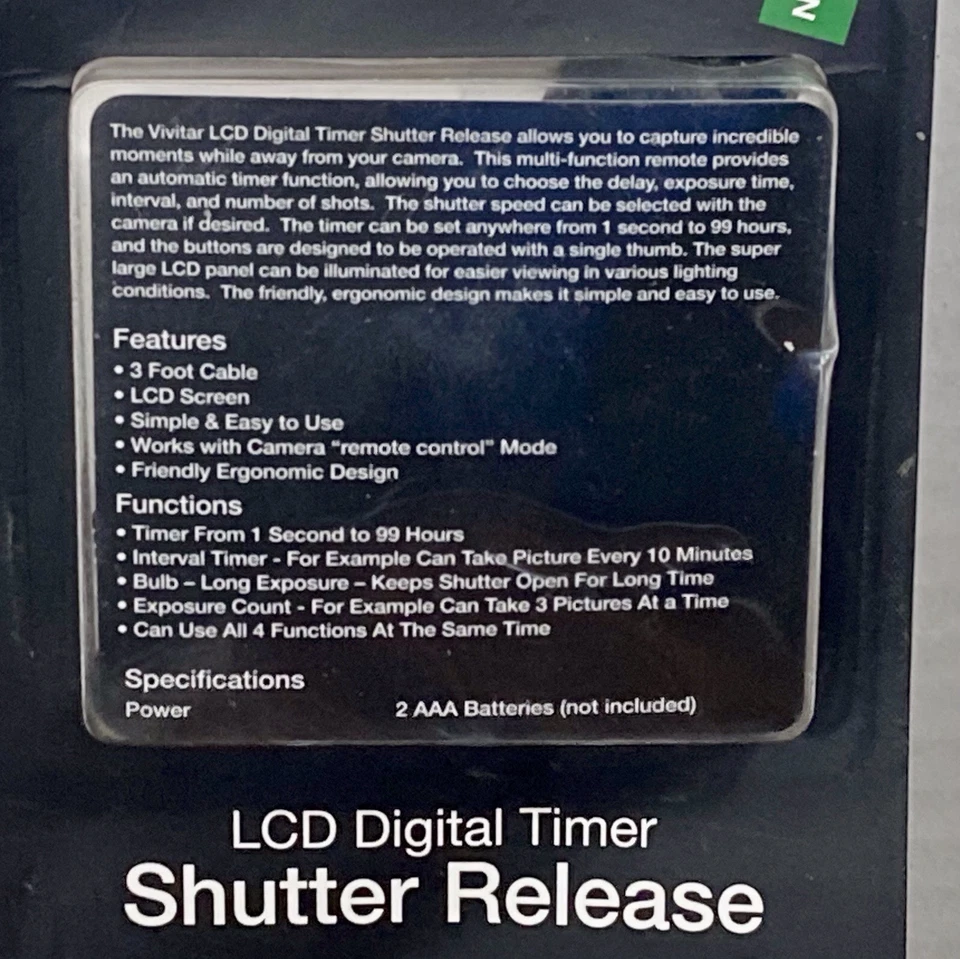 The Vivitar LCD Digital Timer Shutter Release allows you to capture incredible
moments while away from your camera. This multi-function remote provides
an automatic timer function, allowing you to choose the delay, exposure time,
interval, and number of shots. The shutter speed can be selected with the
camera if desired. The timer can be set anywhere from 1 second to 99 hours,
and the buttons are designed to be operated with a single thumb. The super
large LCD panel can be illuminated for easier viewing in various lighting
conditions. The friendly, ergonomic design makes it simple and easy to use.
Features
• 3 Foot Cable
• LCD Screen
• Simple & Easy to Use
• Works with Camera "remote control" Mode
• Friendly Ergonomic Design
Functions
• Timer From 1 Second to 99 Hours
• Interval Timer - For Example Can Take Picture Every 10 Minutes
• Bulb – Long Exposure – Keeps Shutter Open For Long Time
• Exposure Count - For Example Can Take 3 Pictures At a Time
• Can Use All 4 Functions At The Same Time
Specifications
Power 2 AAA Batteries (not included)
LCD Digital Timer
Shutter Release